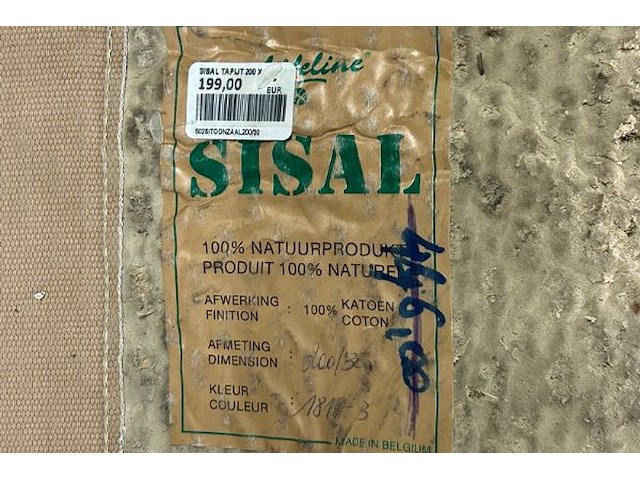 SISAL TAPIJT 200 X
199,00
EUR
502SITOONZAAL200/30
SISAL
100% NATUURPRODUKT
PRODUIT 100% NATUREL
AFWERKING
FINITION : 100% KATOEN
COTON
AFMETING
DIMENSION :
KLEUR
COULEUR :
MADE IN BELGIUM